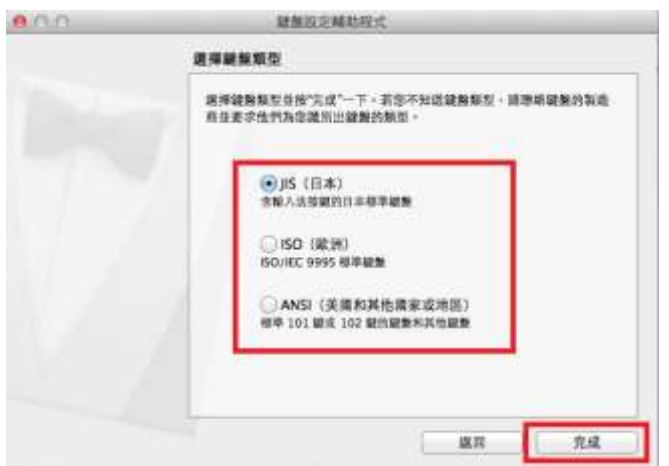 鍵盤設定輔助程式
選擇鍵盤類型
選擇鍵盤類型並按“完成”一下。若您不知道鍵盤類型，請聯絡鍵盤的製造
商並要求他們為您識別出鍵盤的類型。
JIS（日本）
含輸入法按鍵的日本標準鍵盤
ISO（歐洲）
ISO/IEC 9995 標準鍵盤
ANSI（美國和其他國家或地區）
標準 101 鍵或 102 鍵的鍵盤和其他鍵盤
返回
完成